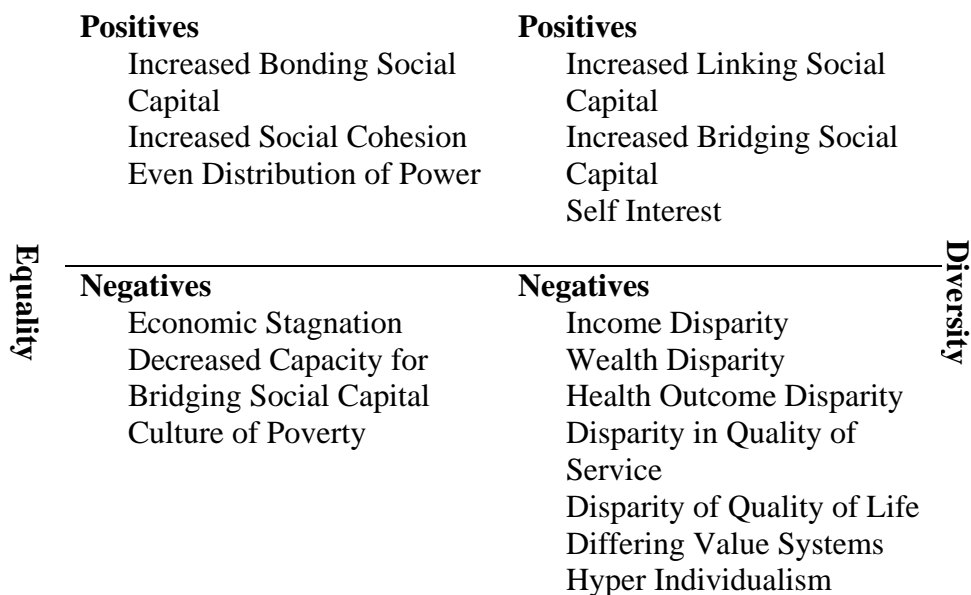 Positives
Increased Bonding Social
Capital
Increased Social Cohesion
Even Distribution of Power
Positives
Increased Linking Social
Capital
Increased Bridging Social
Capital
Self Interest
Equality
Diversity
Negatives
Economic Stagnation
Decreased Capacity for
Bridging Social Capital
Culture of Poverty
Negatives
Income Disparity
Wealth Disparity
Health Outcome Disparity
Disparity in Quality of
Service
Disparity of Quality of Life
Differing Value Systems
Hyper Individualism